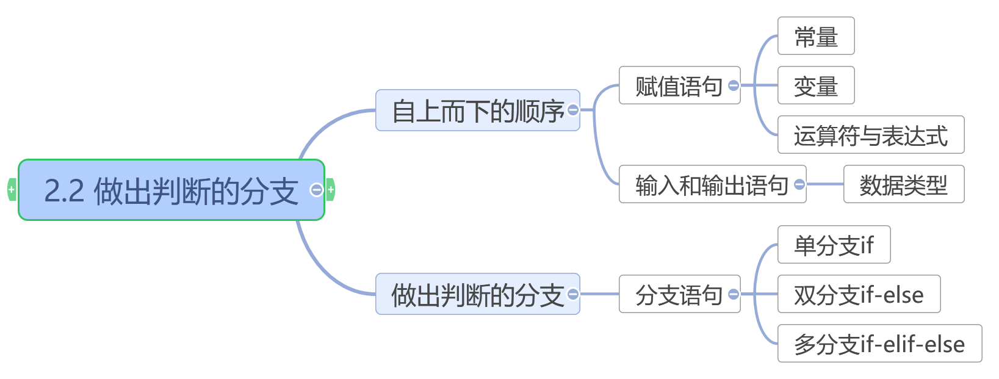 2.2 做出判断的分支
自上而下的顺序
赋值语句
常量
变量
运算符与表达式
输入和输出语句
数据类型
做出判断的分支
分支语句
单分支if
双分支if-else
多分支if-elif-else